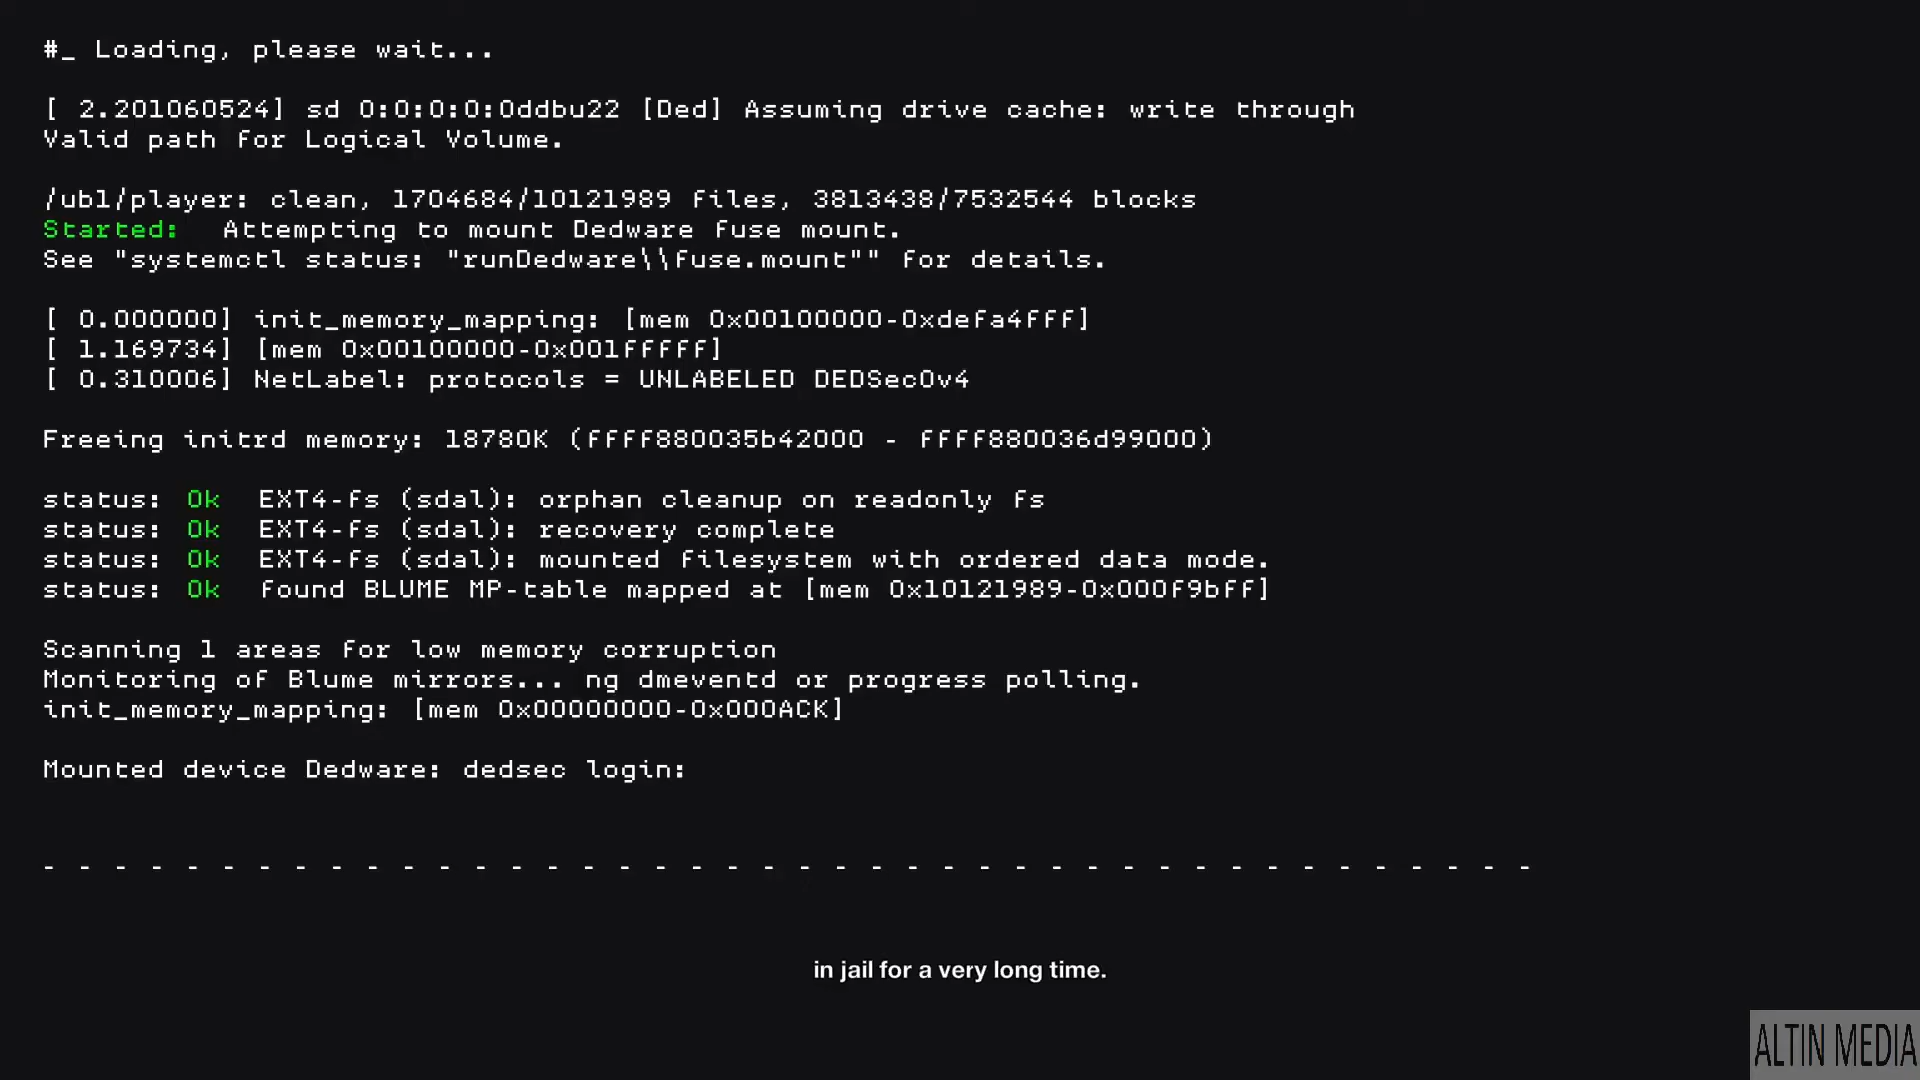 #_ Loading, please wait...
[ 2.201060524] sd 0:0:0:0:0ddbu22 [Ded] Assuming drive cache: write through
Valid path for Logical Volume.
/ubl/player: clean, 1704684/10121989 files, 3813438/7532544 blocks
Started: Attempting to mount Dedware fuse mount.
See "systemctl status: "runDedware\\fuse.mount"" for details.
[ 0.000000] init_memory_mapping: [mem 0x00100000-0xdefa4fff]
[ 1.169734] [mem 0x00100000-0x001fffff]
[ 0.310006] NetLabel: protocols = UNLABELED DEDSecOv4
Freeing initrd memory: 18780K (ffff880035b42000 - ffff880036d99000)
status: Ok EXT4-fs (sdal): orphan cleanup on readonly fs
status: Ok EXT4-fs (sdal): recovery complete
status: Ok EXT4-fs (sdal): mounted filesystem with ordered data mode.
status: Ok found BLUME MP-table mapped at [mem 0x10121989-0x000f9bff]
Scanning 1 areas for low memory corruption
Monitoring of Blume mirrors... ng dmeventd or progress polling.
init_memory_mapping: [mem 0x00000000-0x000ACK]
Mounted device Dedware: dedsec login:
- - - - - - - - - - - - - - - - - - - - - - - - - - - - - - - - - - - - - - - - - -
in jail for a very long time.
ALTIN MEDIA